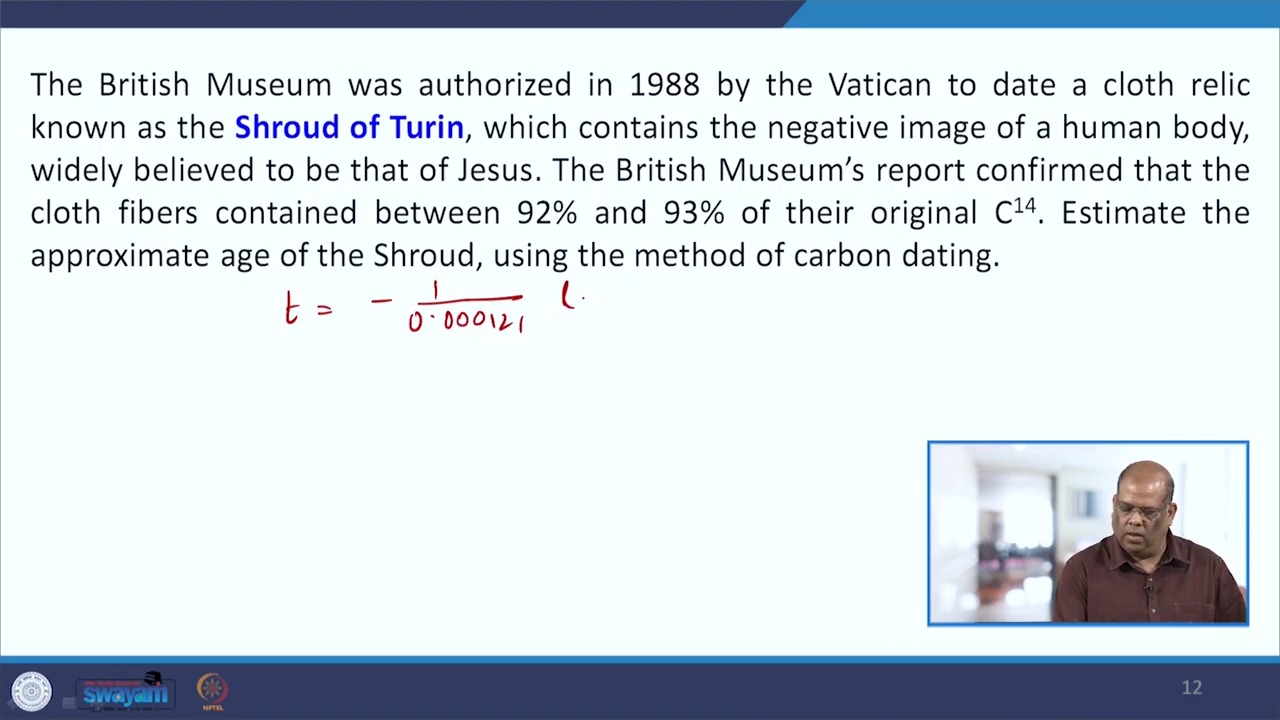 The British Museum was authorized in 1988 by the Vatican to date a cloth relic
known as the Shroud of Turin, which contains the negative image of a human body,
widely believed to be that of Jesus. The British Museum’s report confirmed that the
cloth fibers contained between 92% and 93% of their original C¹⁴. Estimate the
approximate age of the Shroud, using the method of carbon dating.
t = - 1/0.000121 l
swayam
NPTEL
12